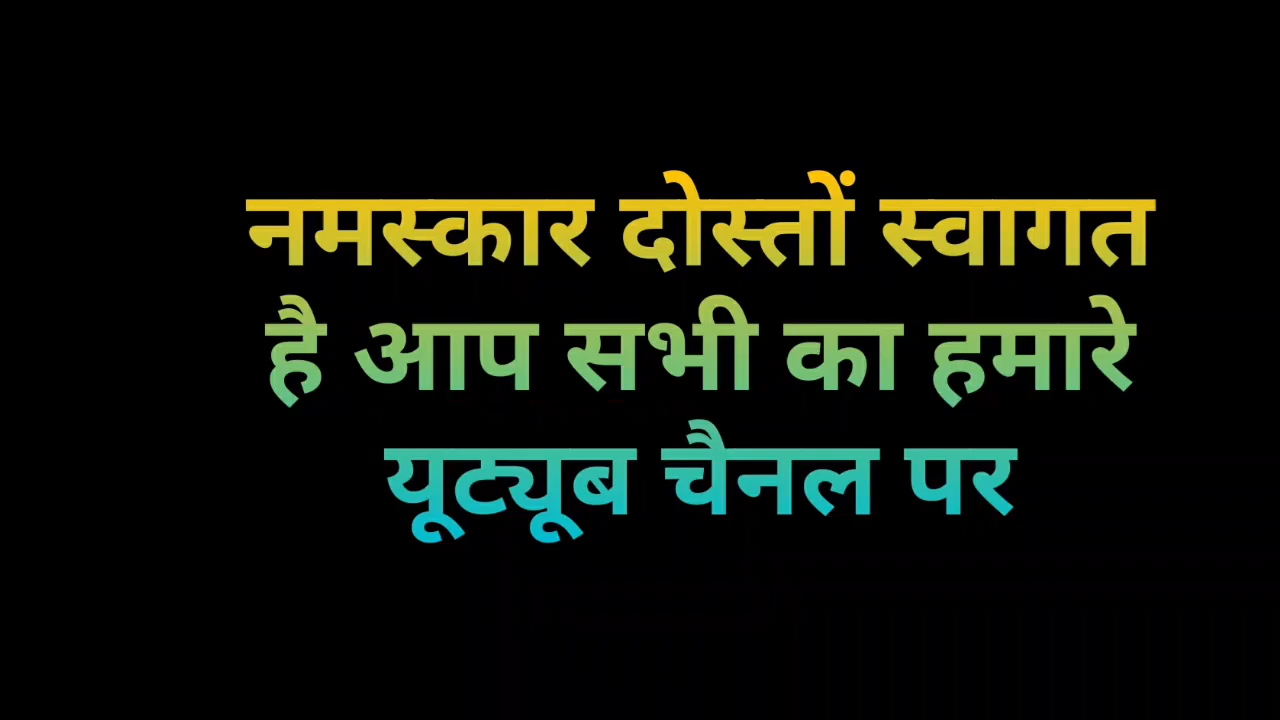 नमस्कार दोस्तों स्वागत
है आप सभी का हमारे
यूट्यूब चैनल पर